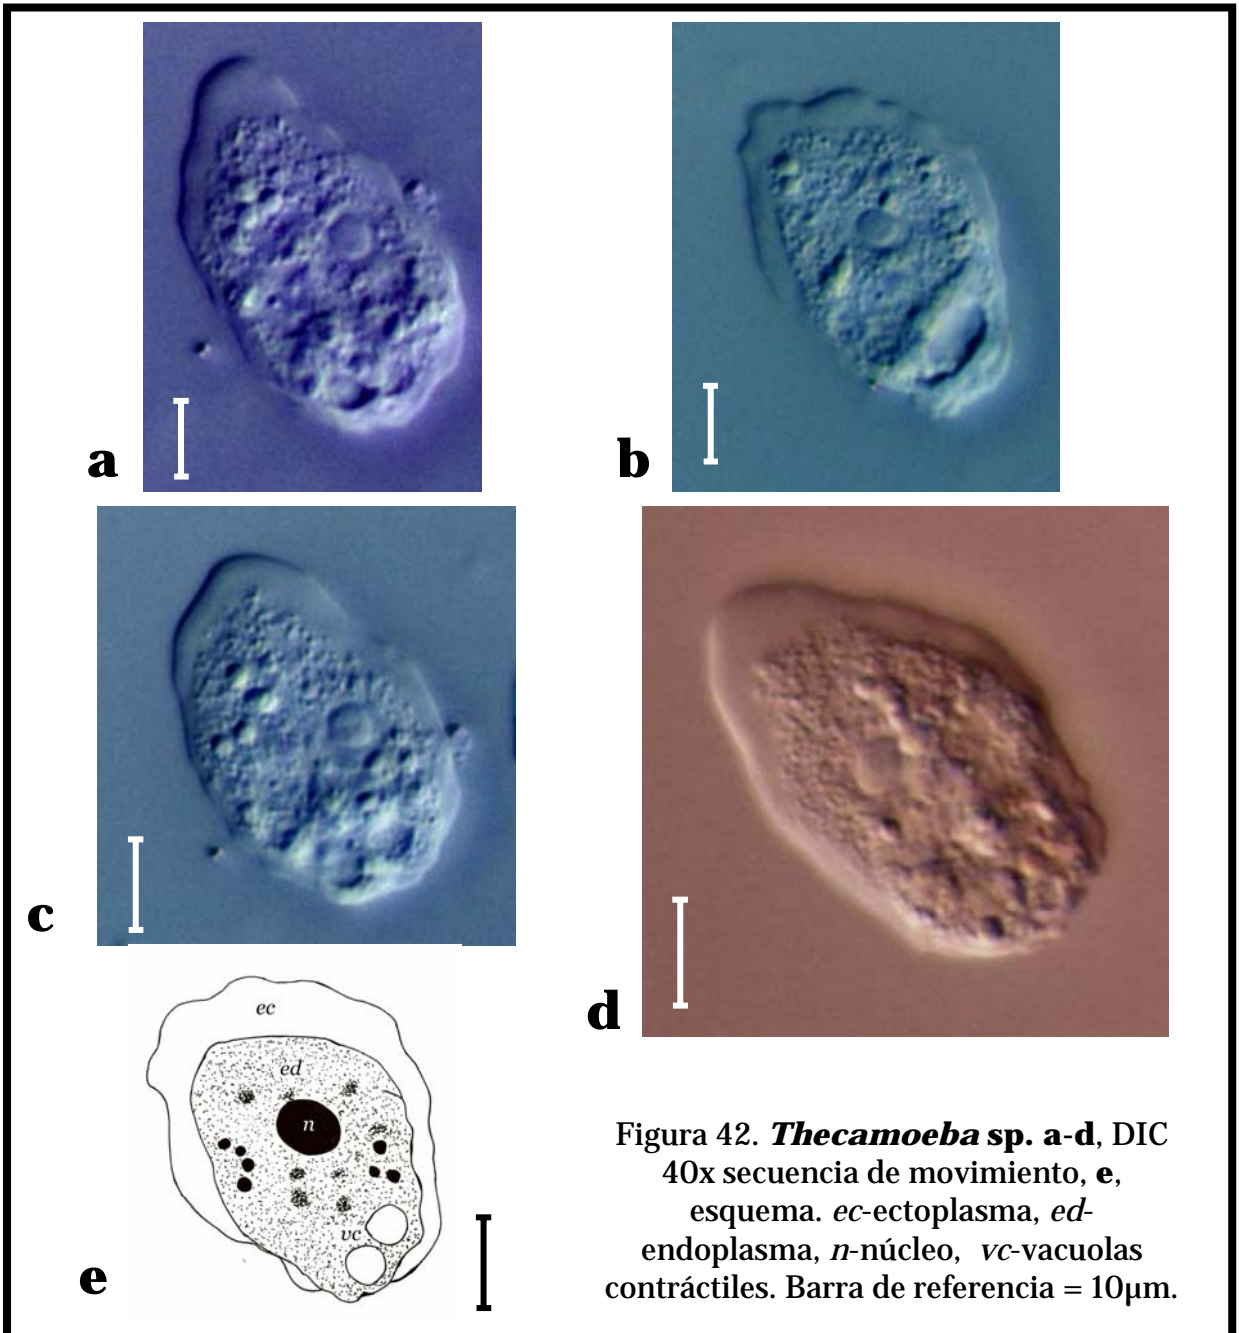 a
b
c
d
ec
ed
n
vc
e
Figura 42. Thecamoeba sp. a-d, DIC
40x secuencia de movimiento, e,
esquema. ec-ectoplasma, ed-
endoplasma, n-núcleo, vc-vacuolas
contráctiles. Barra de referencia = 10µm.